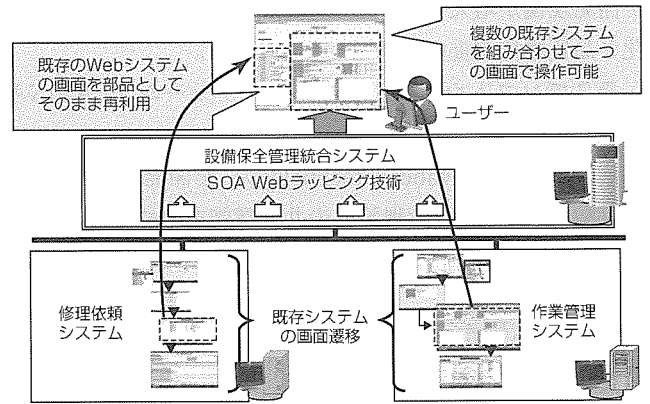 既存のWebシステム
の画面を部品として
そのまま再利用
複数の既存システム
を組み合わせて一つ
の画面で操作可能
ユーザー
設備保全管理統合システム
SOA Webラッピング技術
修理依頼
システム
既存システム
の画面遷移
作業管理
システム